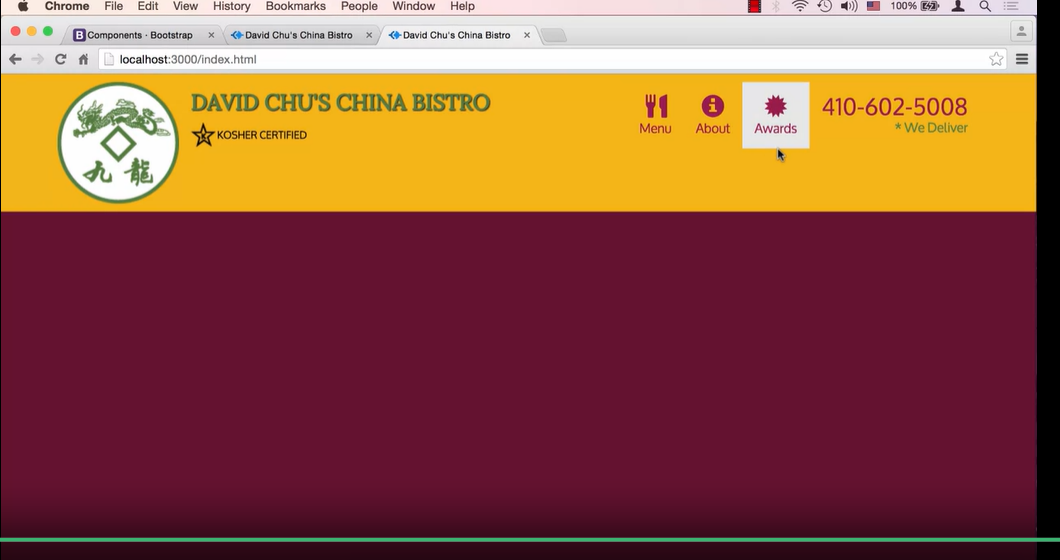 Chrome File Edit View History Bookmarks People Window Help 100%
Components · Bootstrap David Chu's China Bistro David Chu's China Bistro
localhost:3000/index.html
DAVID CHU'S CHINA BISTRO
KOSHER CERTIFIED
九 龍
Menu About Awards
410-602-5008
* We Deliver